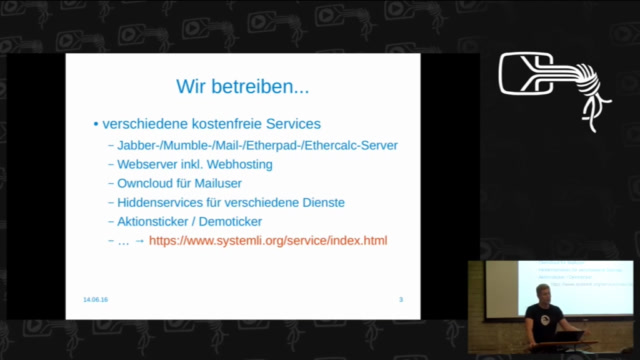 Wir betreiben...
• verschiedene kostenfreie Services
– Jabber-/Mumble-/Mail-/Etherpad-/Ethercalc-Server
– Webserver inkl. Webhosting
– Owncloud für Mailuser
– Hiddenservices für verschiedene Dienste
– Aktionsticker / Demoticker
– ... → https://www.systemli.org/service/index.html
14.06.16
3